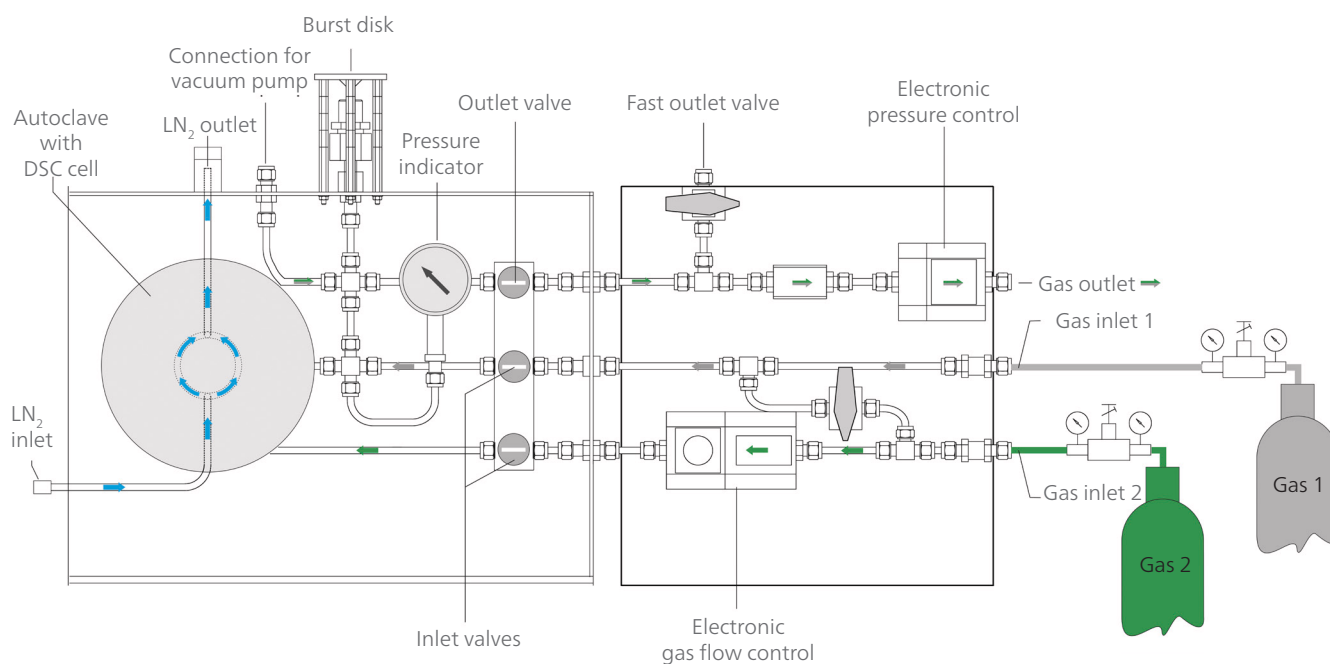 Burst disk
Connection for
vacuum pump
Autoclave
with
DSC cell
LN₂ outlet
Pressure
indicator
Outlet valve
Fast outlet valve
Electronic
pressure control
Gas outlet
Gas inlet 1
LN₂
inlet
Gas inlet 2
Gas 1
Gas 2
Inlet valves
Electronic
gas flow control